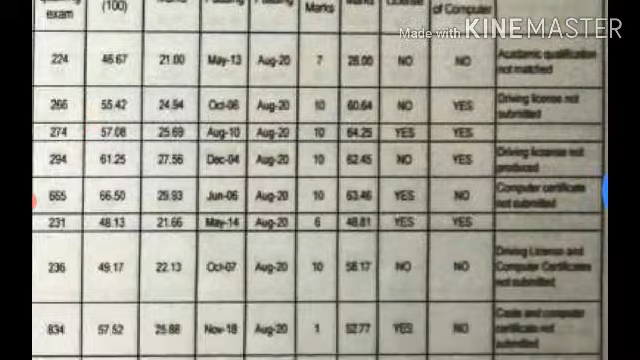 exam (100) Marks of Computer
Made with KINEMASTER
224 46.67 21.00 May-13 Aug-20 7 28.00 NO NO Academic qualification
not matched
266 55.42 24.94 Oct-06 Aug-20 10 60.64 NO YES Driving license not
submitted
274 57.08 25.69 Aug-10 Aug-20 10 64.25 YES YES
294 61.25 27.56 Dec-04 Aug-20 10 62.45 NO YES Driving license not
produced
665 66.50 29.93 Jun-06 Aug-20 10 63.46 YES NO Computer certificate
not submitted
231 48.13 21.66 May-14 Aug-20 6 48.81 YES YES
236 49.17 22.13 Oct-07 Aug-20 10 58.17 NO NO Driving License and
Computer Certificates
not submitted
834 57.52 25.88 Nov-18 Aug-20 1 52.77 YES NO Caste and computer
certificate not
submitted